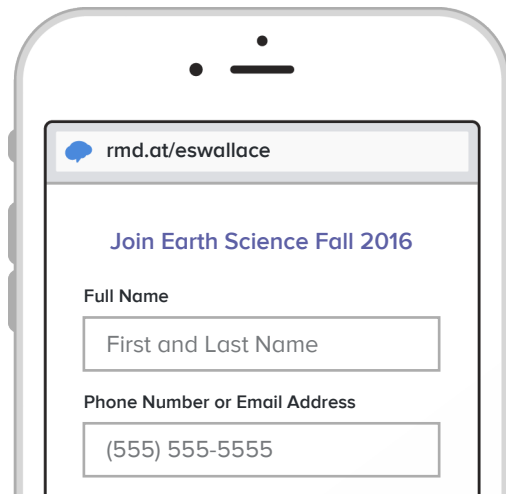 rmd.at/eswallace
Join Earth Science Fall 2016
Full Name
First and Last Name
Phone Number or Email Address
(555) 555-5555